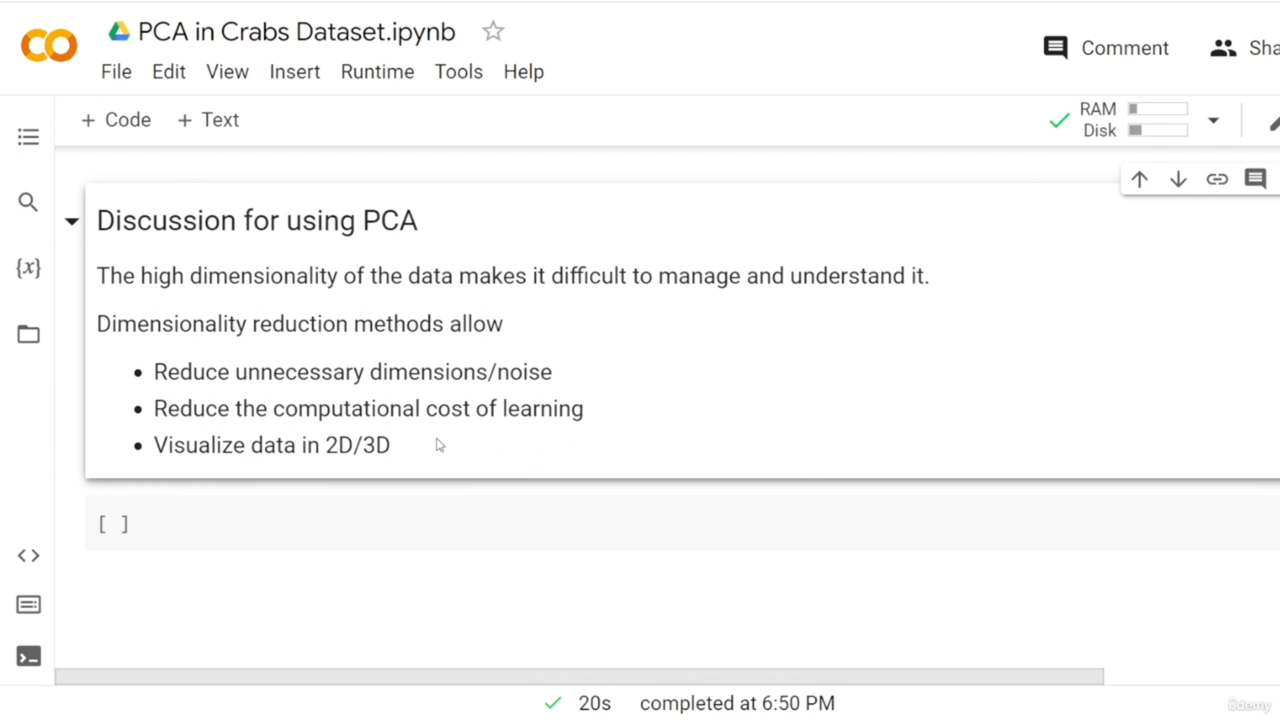 PCA in Crabs Dataset.ipynb
Comment
Sha
File Edit View Insert Runtime Tools Help
+ Code + Text
RAM
Disk
{x}
Discussion for using PCA
The high dimensionality of the data makes it difficult to manage and understand it.
Dimensionality reduction methods allow
• Reduce unnecessary dimensions/noise
• Reduce the computational cost of learning
• Visualize data in 2D/3D
[ ]
20s completed at 6:50 PM
ûdemy